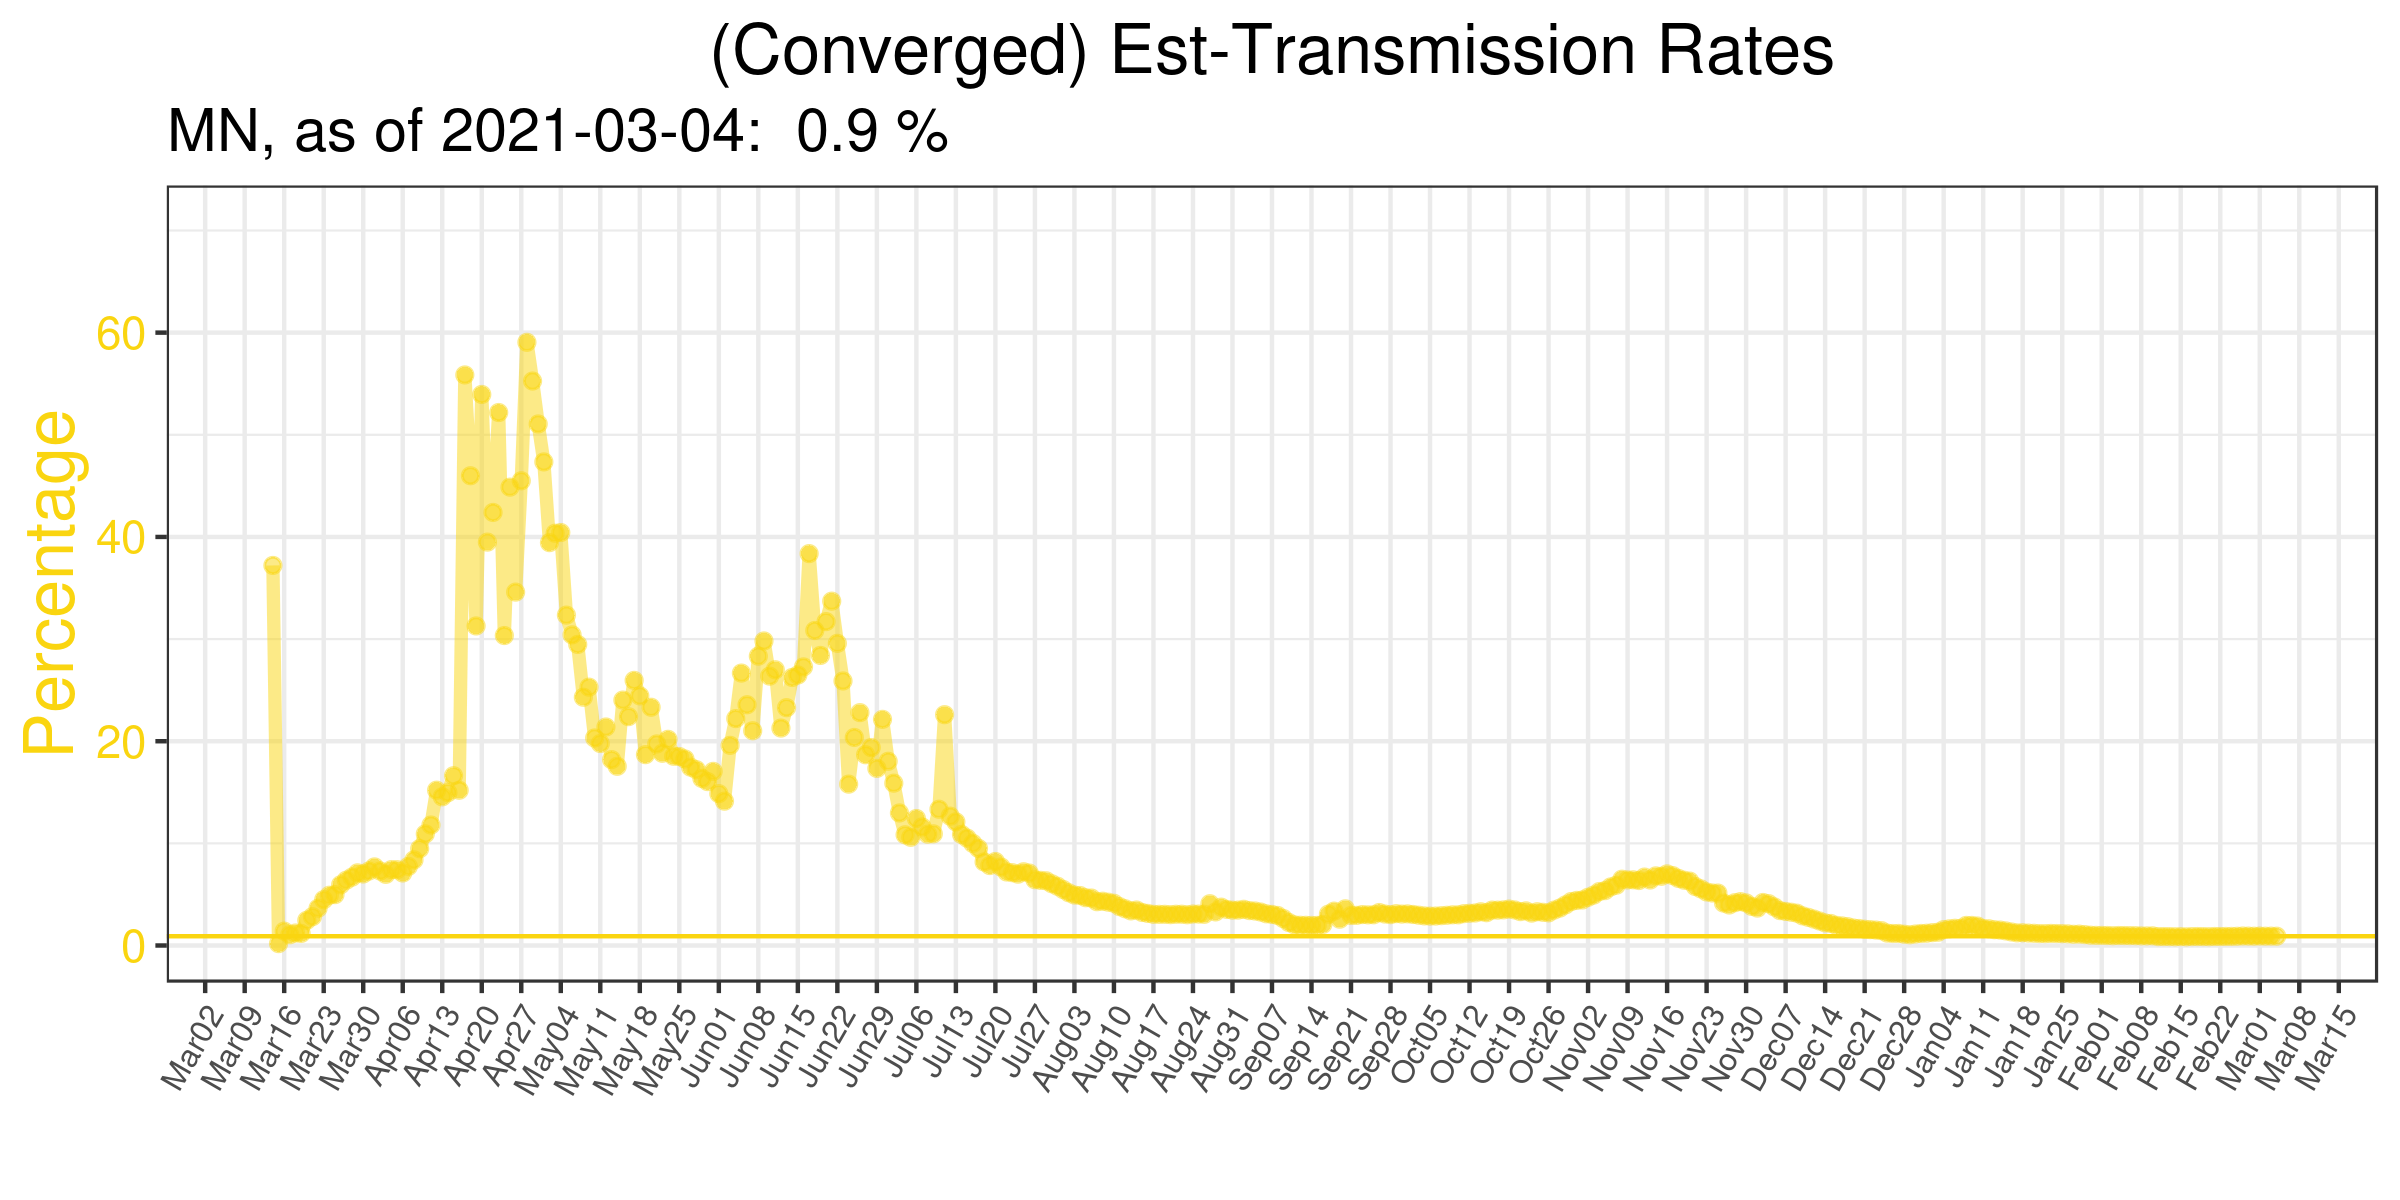 (Converged) Est-Transmission Rates
MN, as of 2021-03-04:  0.9 %
Percentage
60
40
20
0
Mar02
Mar09
Mar16
Mar23
Mar30
Apr06
Apr13
Apr20
Apr27
May04
May11
May18
May25
Jun01
Jun08
Jun15
Jun22
Jun29
Jul06
Jul13
Jul20
Jul27
Aug03
Aug10
Aug17
Aug24
Aug31
Sep07
Sep14
Sep21
Sep28
Oct05
Oct12
Oct19
Oct26
Nov02
Nov09
Nov16
Nov23
Nov30
Dec07
Dec14
Dec21
Dec28
Jan04
Jan11
Jan18
Jan25
Feb01
Feb08
Feb15
Feb22
Mar01
Mar08
Mar15